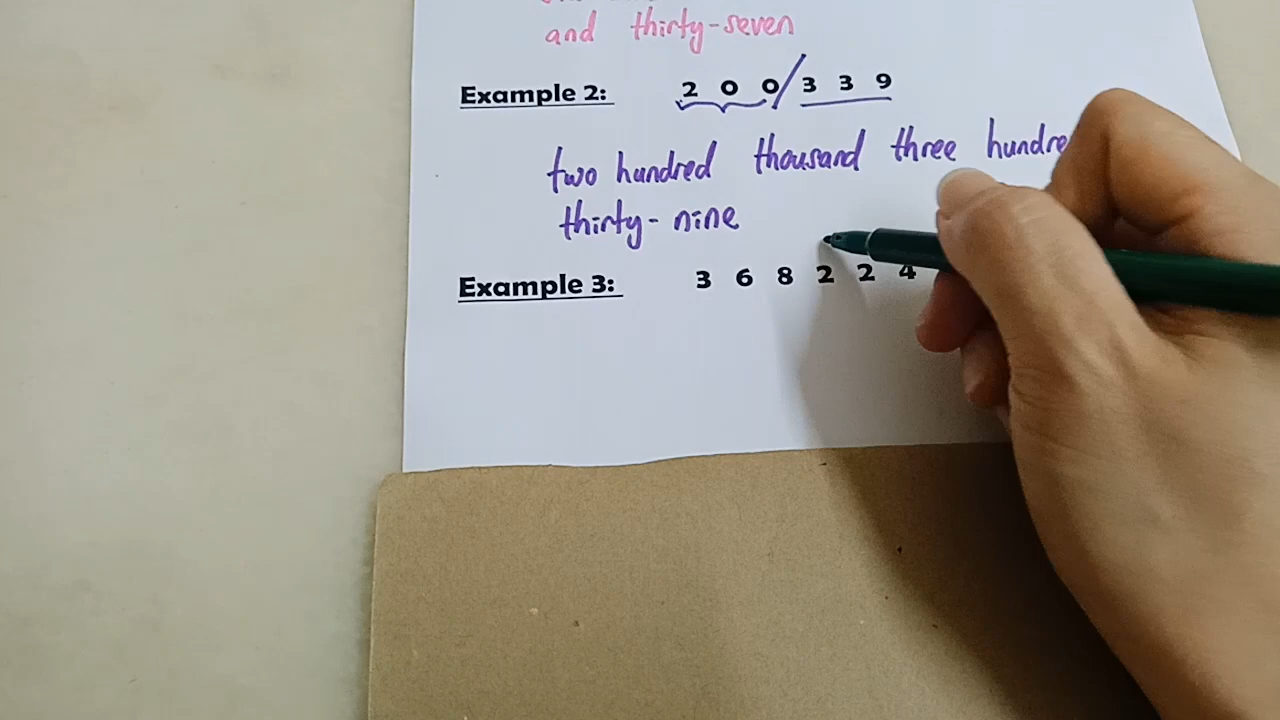 and thirty-seven
Example 2: 2 0 0/3 3 9
two hundred thousand three
thirty-nine
Example 3: 3 6 8 2 2 4